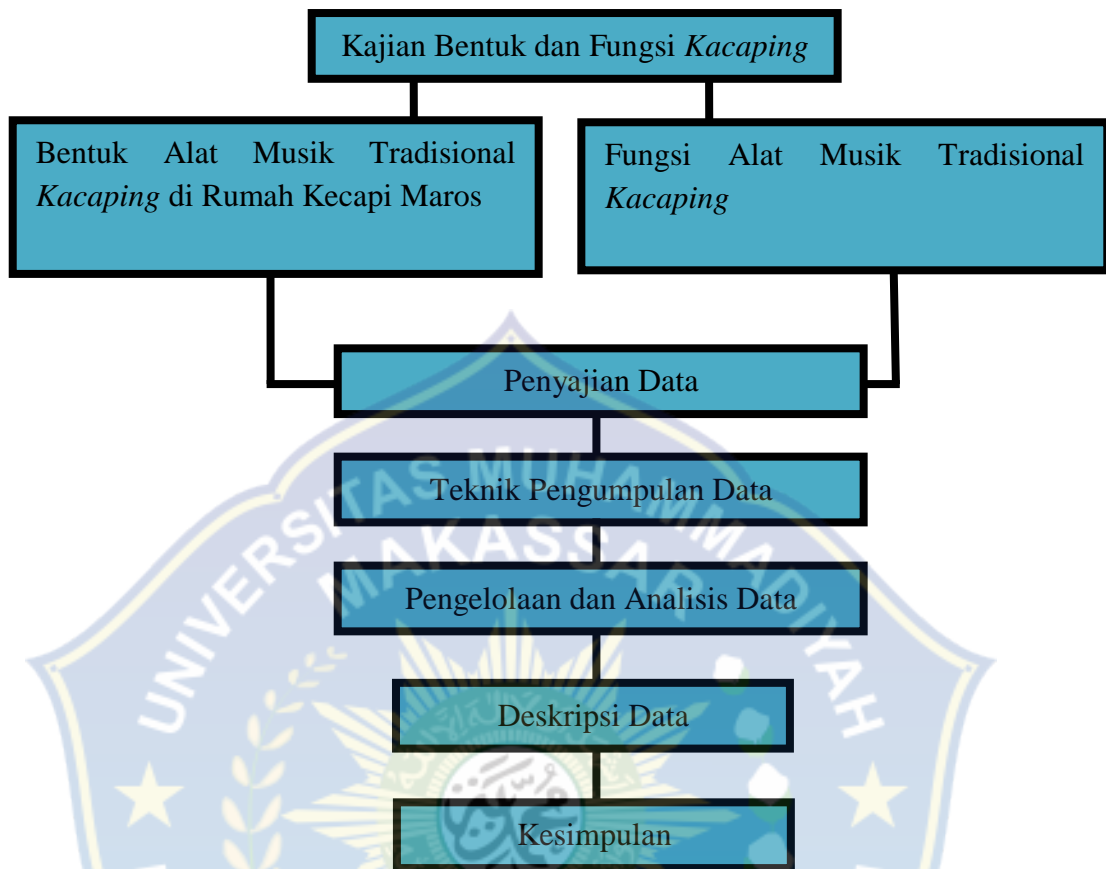 Kajian Bentuk dan Fungsi Kacaping
Bentuk Alat Musik Tradisional
Kacaping di Rumah Kecapi Maros
Fungsi Alat Musik Tradisional
Kacaping
Penyajian Data
Teknik Pengumpulan Data
Pengelolaan dan Analisis Data
Deskripsi Data
Kesimpulan
UNIVERSITAS MUHAMMADIYAH
MAKASSAR